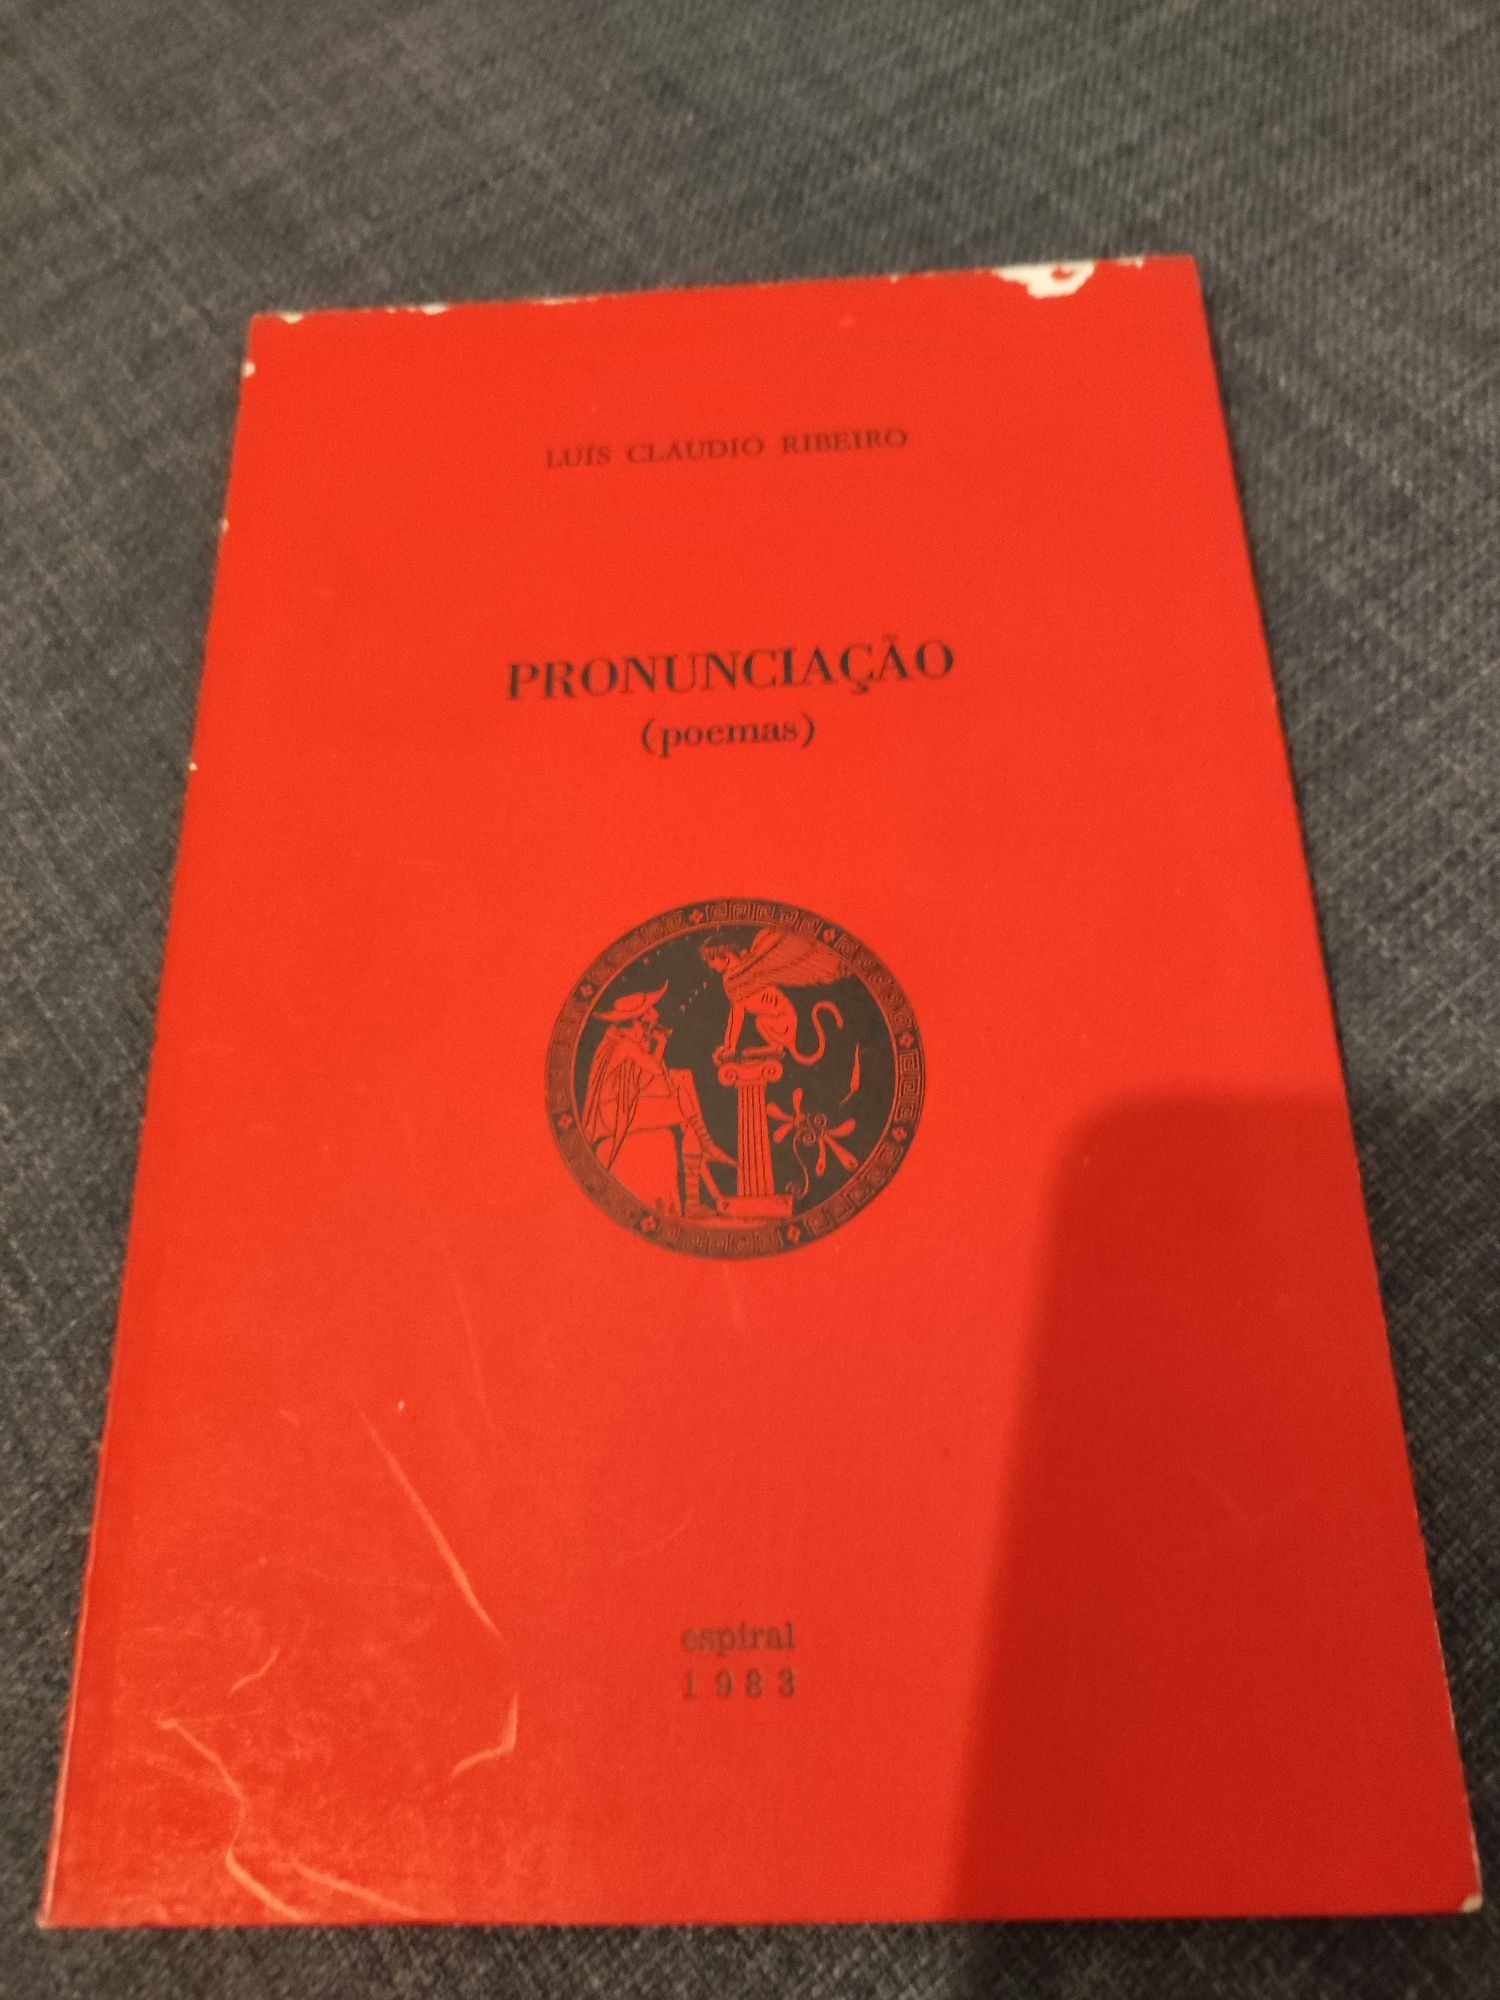 LUÍS CLÁUDIO RIBEIRO
PRONUNCIAÇÃO
(poemas)
espiral
1983